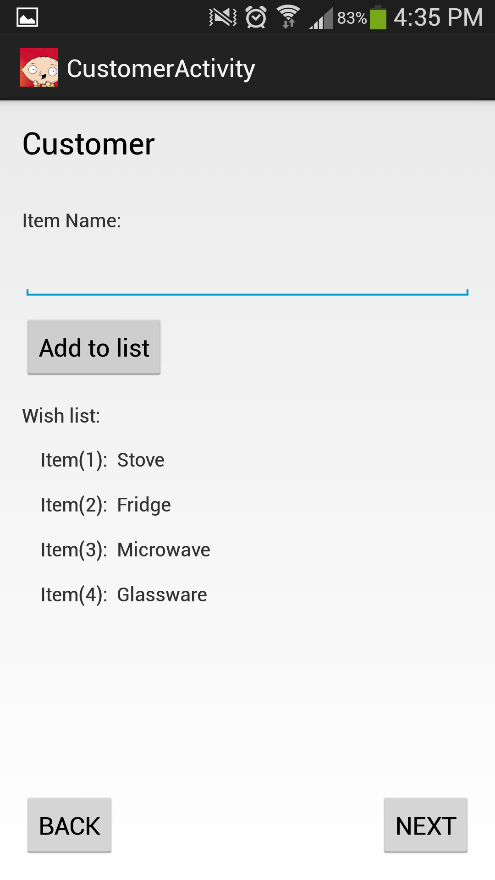 83% 4:35 PM
CustomerActivity
Customer
Item Name:
Add to list
Wish list:
Item(1): Stove
Item(2): Fridge
Item(3): Microwave
Item(4): Glassware
BACK NEXT